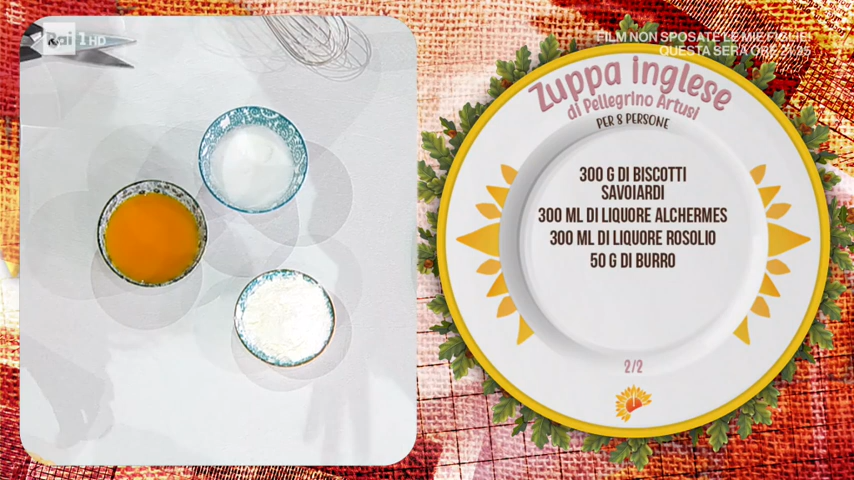 Rai 1 HD
FILM NON SPOSATE LE MIE FIGLIE!
QUESTA SERA ORE 21:25
Zuppa inglese
di Pellegrino Artusi
PER 8 PERSONE
300 G DI BISCOTTI
SAVOIARDI
300 ML DI LIQUORE ALCHERMES
300 ML DI LIQUORE ROSOLIO
50 G DI BURRO
2/2